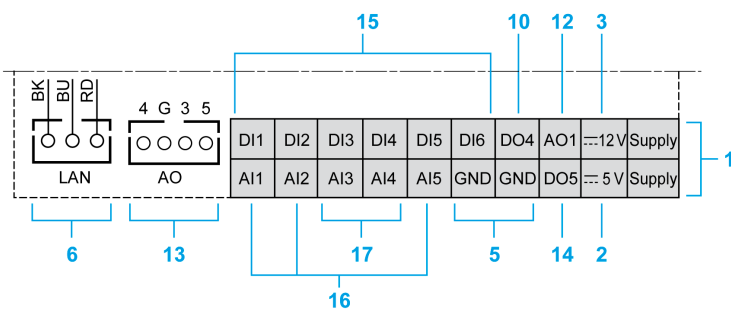 15 10 12 3
BK BU RD
4 G 3 5
DI1 DI2 DI3 DI4 DI5 DI6 DO4 AO1 12 V Supply
1
LAN AO AI1 AI2 AI3 AI4 AI5 GND GND DO5 5 V Supply
6 13 17 5 14 2
16